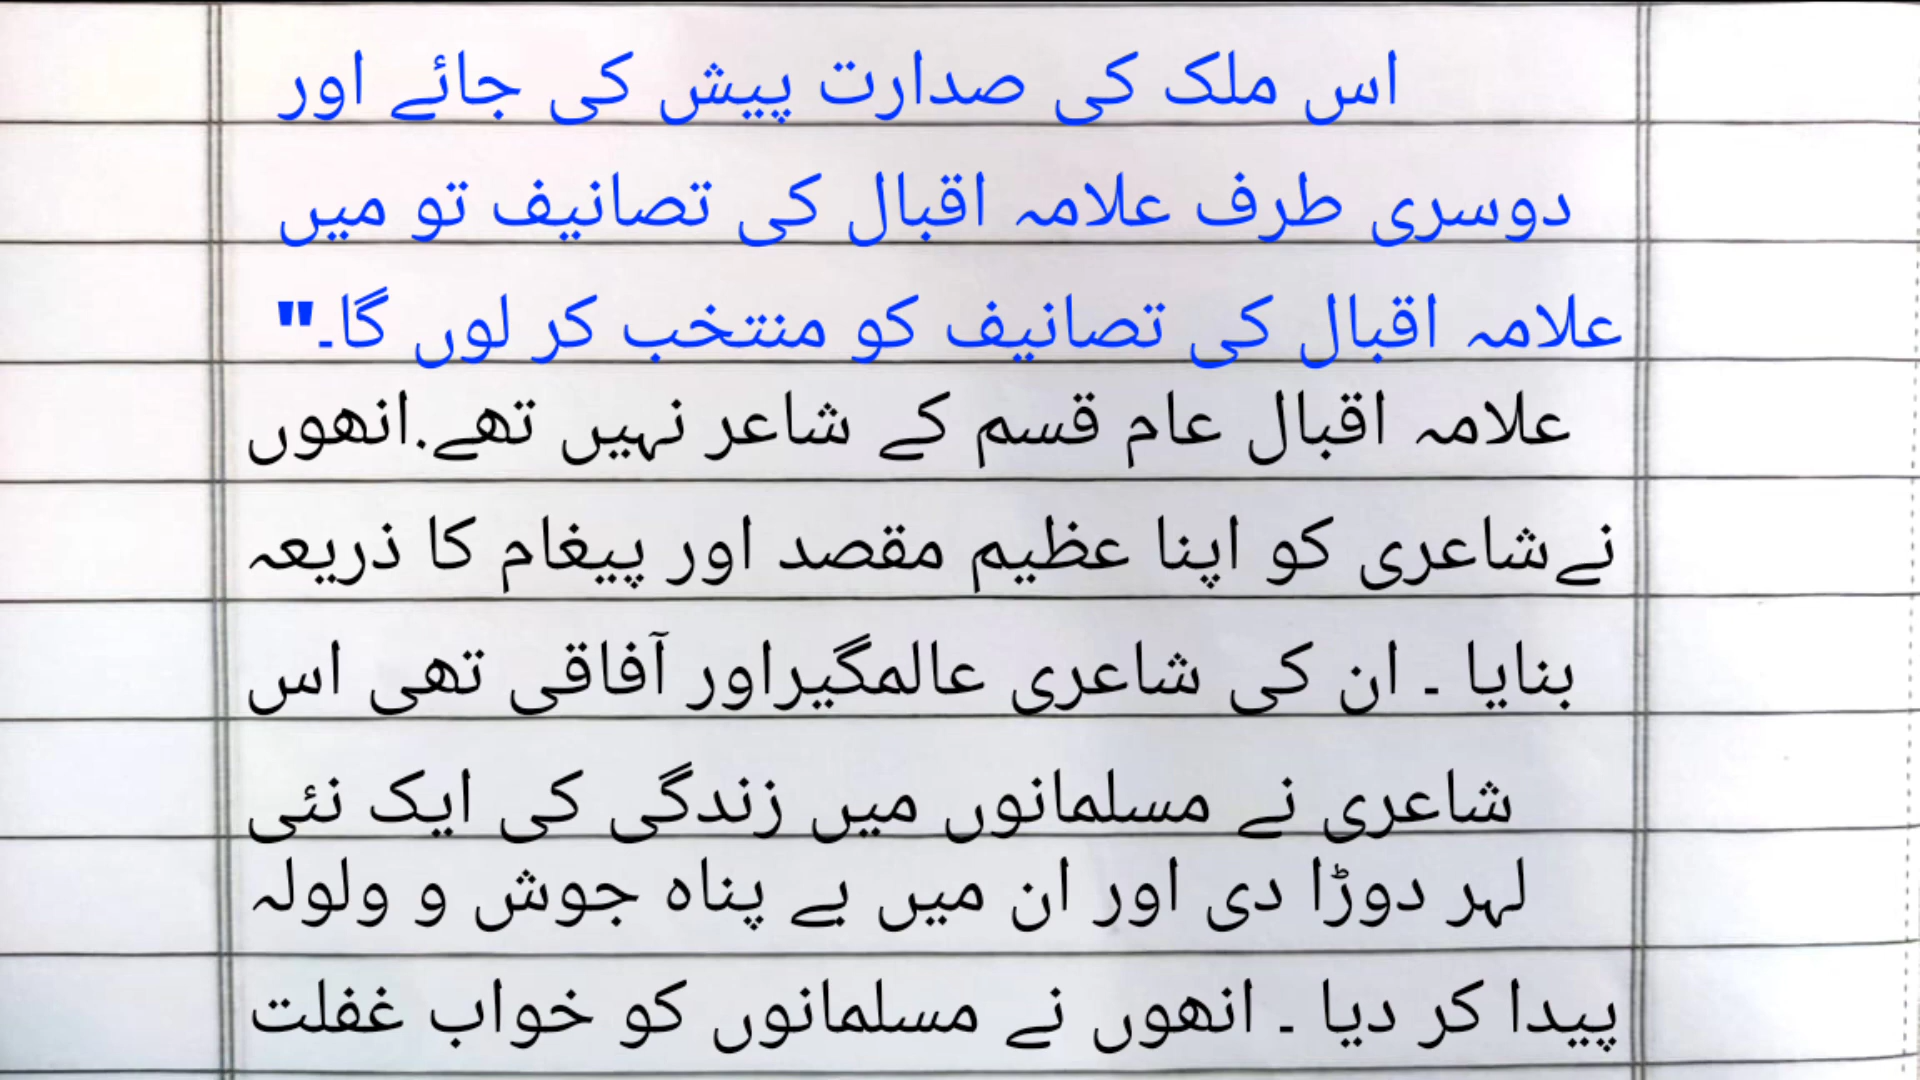 اس ملک کی صدارت پیش کی جائے اور
دوسری طرف علامہ اقبال کی تصانیف تو میں
علامہ اقبال کی تصانیف کو منتخب کر لوں گا۔"
علامہ اقبال عام قسم کے شاعر نہیں تھے.انھوں
نےشاعری کو اپنا عظیم مقصد اور پیغام کا ذریعہ
بنایا ۔ ان کی شاعری عالمگیراور آفاقی تھی اس
شاعری نے مسلمانوں میں زندگی کی ایک نئی
لہر دوڑا دی اور ان میں بے پناہ جوش و ولولہ
پیدا کر دیا ۔ انھوں نے مسلمانوں کو خواب غفلت